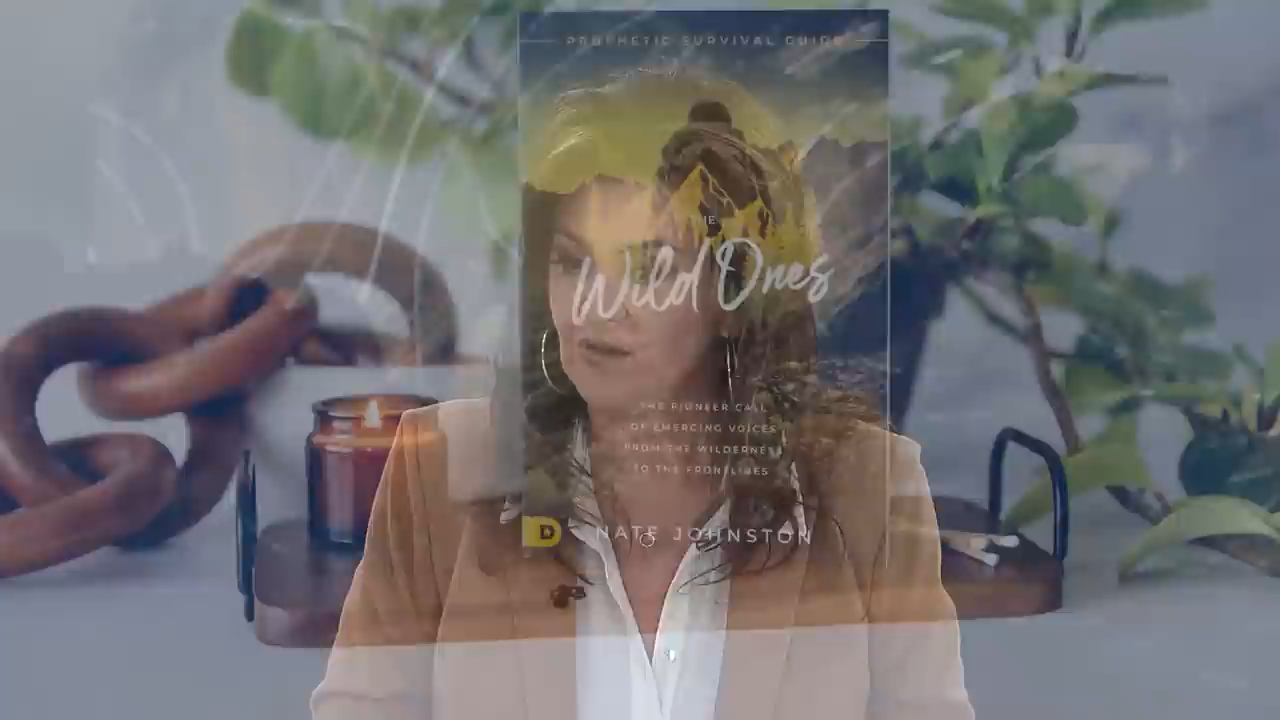 PROPHETIC SURVIVAL GUIDE
THE
Wild Ones
THE PIONEER CALL
OF EMERGING VOICES
FROM THE WILDERNESS
TO THE FRONTLINES
D
NATE JOHNSTON